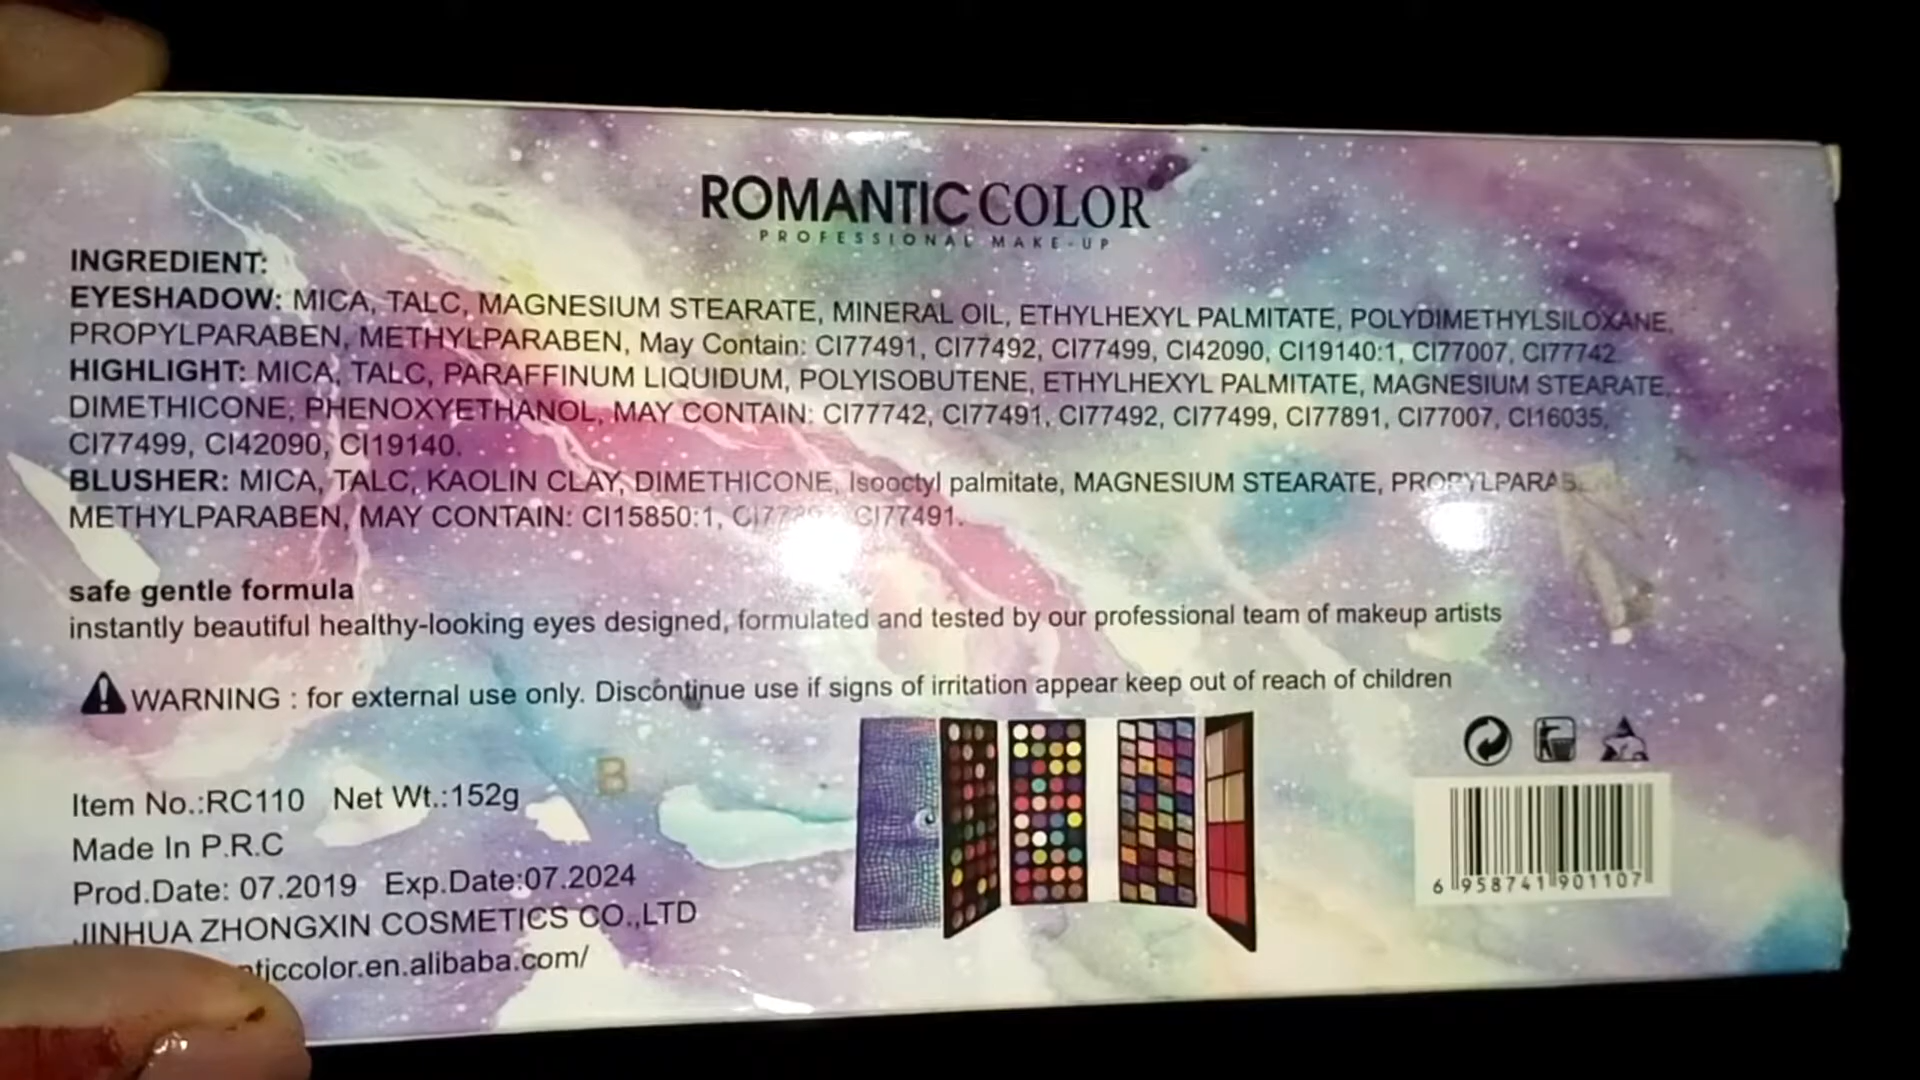 ROMANTIC COLOR
PROFESSIONAL MAKE-UP
INGREDIENT:
EYESHADOW: MICA, TALC, MAGNESIUM STEARATE, MINERAL OIL, ETHYLHEXYL PALMITATE, POLYDIMETHYLSILOXANE,
PROPYLPARABEN, METHYLPARABEN, May Contain: CI77491, CI77492, CI77499, CI42090, CI19140:1, CI77007, CI77742
HIGHLIGHT: MICA, TALC, PARAFFINUM LIQUIDUM, POLYISOBUTENE, ETHYLHEXYL PALMITATE, MAGNESIUM STEARATE,
DIMETHICONE, PHENOXYETHANOL, MAY CONTAIN: CI77742, CI77491, CI77492, CI77499, CI77891, CI77007, CI16035,
CI77499, CI42090, CI19140.
BLUSHER: MICA, TALC, KAOLIN CLAY, DIMETHICONE, Isooctyl palmitate, MAGNESIUM STEARATE,
METHYLPARABEN, MAY CONTAIN: CI15850:1, CI77491.
safe gentle formula
instantly beautiful healthy-looking eyes designed, formulated and tested by our professional team of makeup artists
WARNING : for external use only. Discontinue use if signs of irritation appear keep out of reach of children
B
Item No.:RC110 Net Wt.:152g
Made In P.R.C
Prod.Date: 07.2019 Exp.Date:07.2024
JINHUA ZHONGXIN COSMETICS CO.,LTD
6 958741 901107